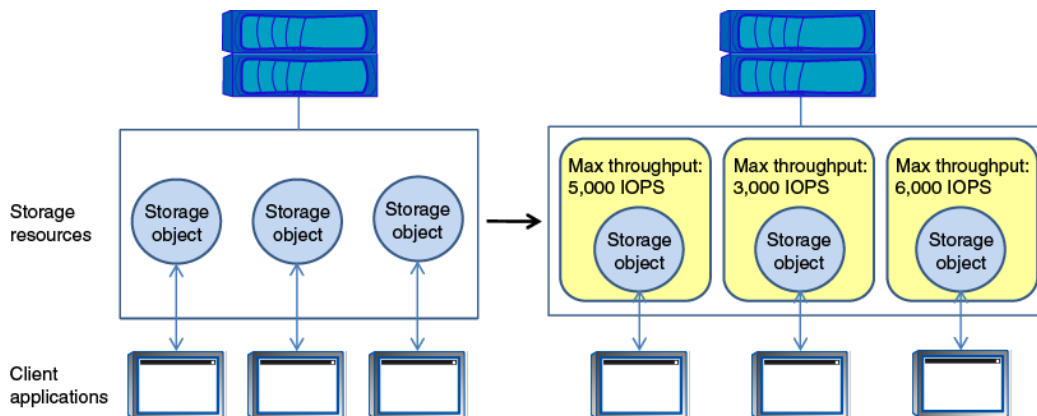 Max throughput:
5,000 IOPS
Max throughput:
3,000 IOPS
Max throughput:
6,000 IOPS
Storage
resources
Storage
object
Storage
object
Storage
object
Storage
object
Storage
object
Storage
object
Client
applications